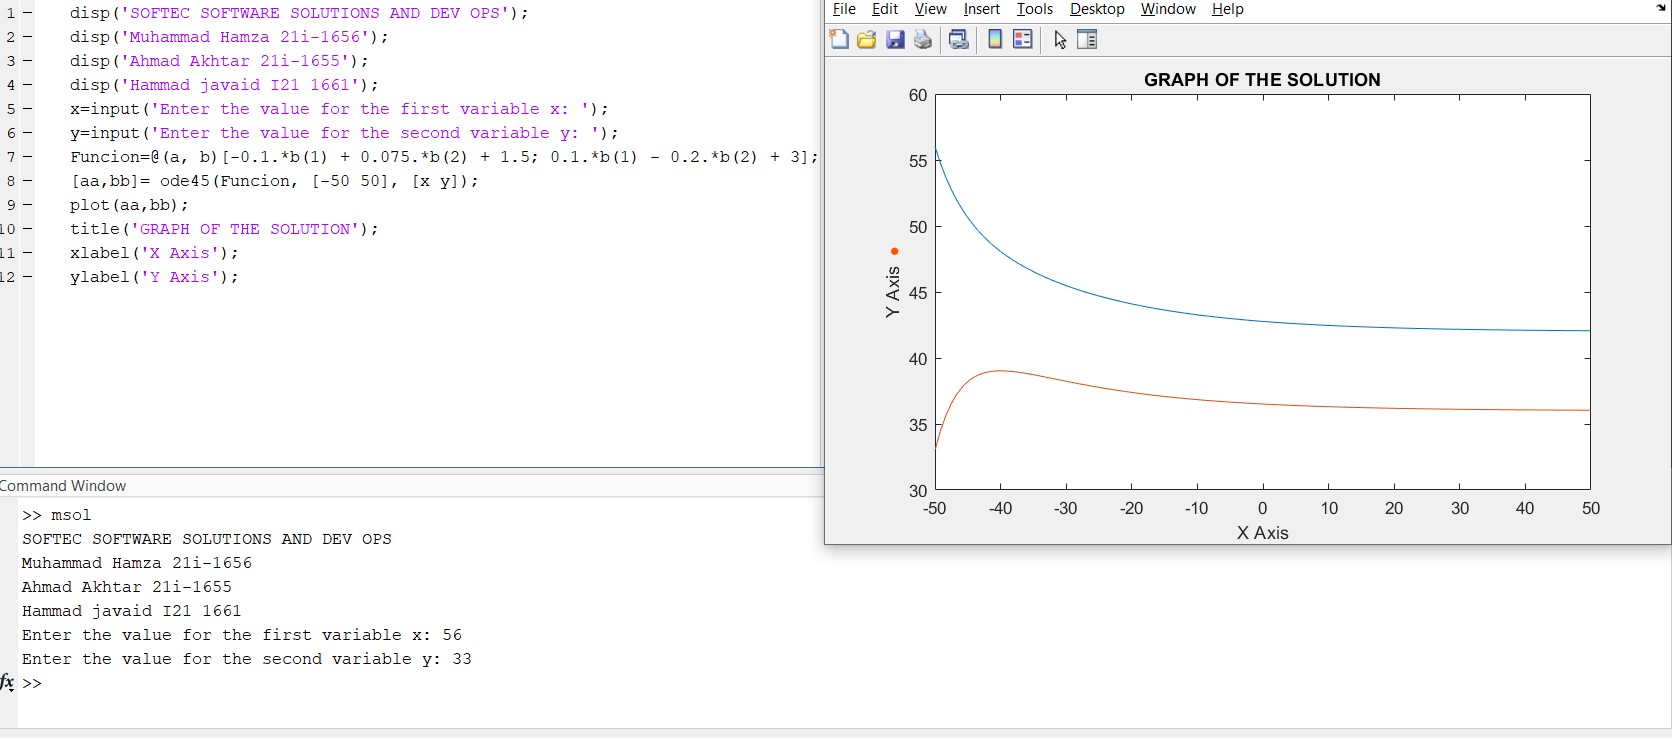 1 - disp('SOFTEC SOFTWARE SOLUTIONS AND DEV OPS');
2 - disp('Muhammad Hamza 21i-1656');
3 - disp('Ahmad Akhtar 21i-1655');
4 - disp('Hammad javaid I21 1661');
5 - x=input('Enter the value for the first variable x: ');
6 - y=input('Enter the value for the second variable y: ');
7 - Funcion=@(a, b)[-0.1.*b(1) + 0.075.*b(2) + 1.5; 0.1.*b(1) - 0.2.*b(2) + 3];
8 - [aa,bb]= ode45(Funcion, [-50 50], [x y]);
9 - plot(aa,bb);
10 - title('GRAPH OF THE SOLUTION');
11 - xlabel('X Axis');
12 - ylabel('Y Axis');
Command Window
>> msol
SOFTEC SOFTWARE SOLUTIONS AND DEV OPS
Muhammad Hamza 21i-1656
Ahmad Akhtar 21i-1655
Hammad javaid I21 1661
Enter the value for the first variable x: 56
Enter the value for the second variable y: 33
fx >>
File Edit View Insert Tools Desktop Window Help
GRAPH OF THE SOLUTION
60
55
50
45
40
35
30
Y Axis
-50 -40 -30 -20 -10 0 10 20 30 40 50
X Axis